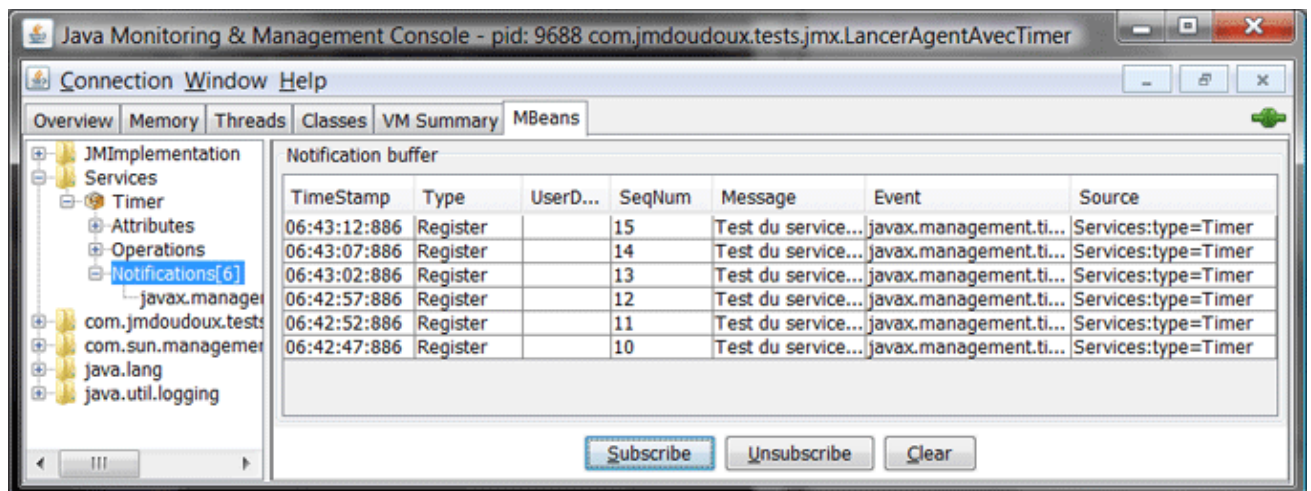 Java Monitoring & Management Console - pid: 9688 com.jmdoudoux.tests.jmx.LancerAgentAvecTimer
Connection Window Help
Overview Memory Threads Classes VM Summary MBeans
JMImplementation
Services
Timer
Attributes
Operations
Notifications[6]
javax.manager
com.jmdoudoux.tests
com.sun.managemer
java.lang
java.util.logging
Notification buffer
TimeStamp Type UserD... SeqNum Message Event Source
06:43:12:886 Register 15 Test du service... javax.management.ti... Services:type=Timer
06:43:07:886 Register 14 Test du service... javax.management.ti... Services:type=Timer
06:43:02:886 Register 13 Test du service... javax.management.ti... Services:type=Timer
06:42:57:886 Register 12 Test du service... javax.management.ti... Services:type=Timer
06:42:52:886 Register 11 Test du service... javax.management.ti... Services:type=Timer
06:42:47:886 Register 10 Test du service... javax.management.ti... Services:type=Timer
Subscribe Unsubscribe Clear